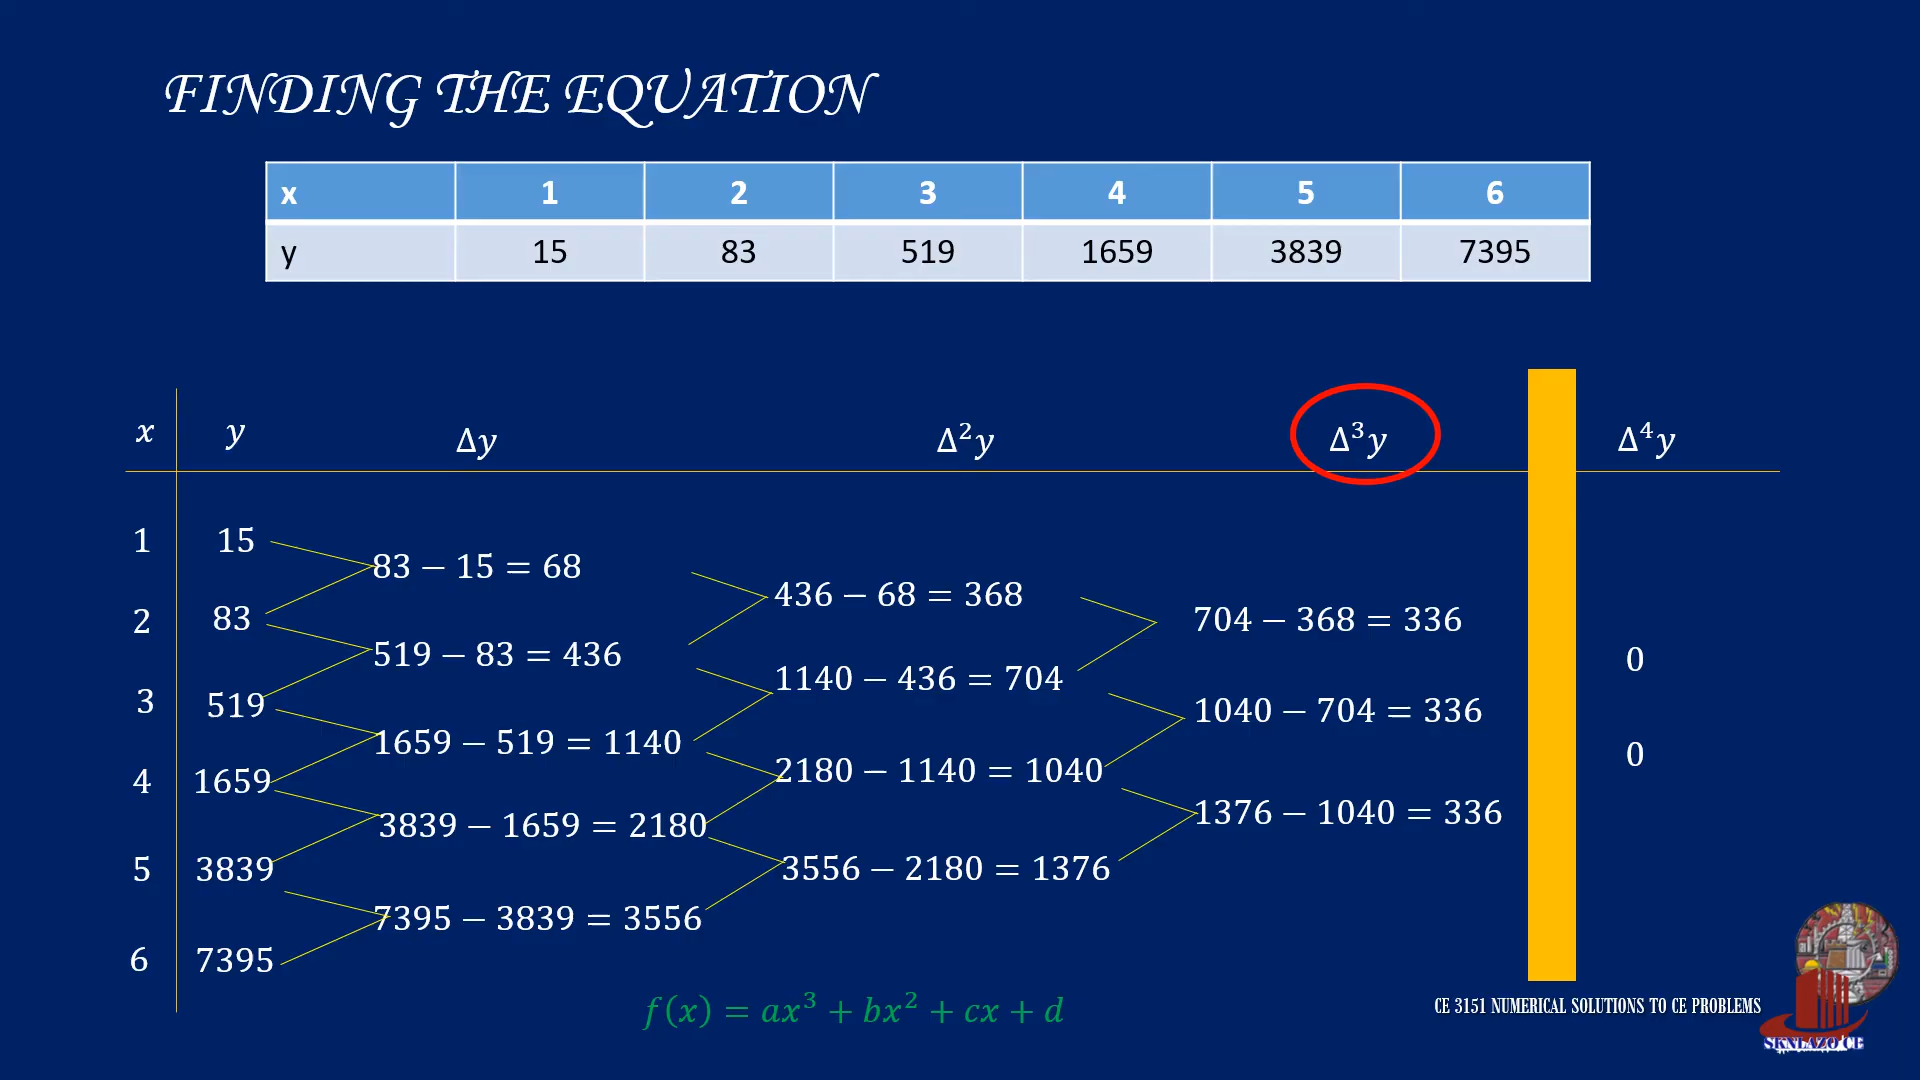 FINDING THE EQUATION
x 1 2 3 4 5 6
y 15 83 519 1659 3839 7395
x y Δy Δ²y Δ³y Δ⁴y
1 15
83 − 15 = 68
436 − 68 = 368
704 − 368 = 336
2 83
519 − 83 = 436
0
1140 − 436 = 704
3 519
1040 − 704 = 336
1659 − 519 = 1140
0
2180 − 1140 = 1040
4 1659
1376 − 1040 = 336
3839 − 1659 = 2180
5 3839
3556 − 2180 = 1376
7395 − 3839 = 3556
6 7395
f(x) = ax³ + bx² + cx + d
CE 3151 NUMERICAL SOLUTIONS TO CE PROBLEMS
SKNLAZO CE